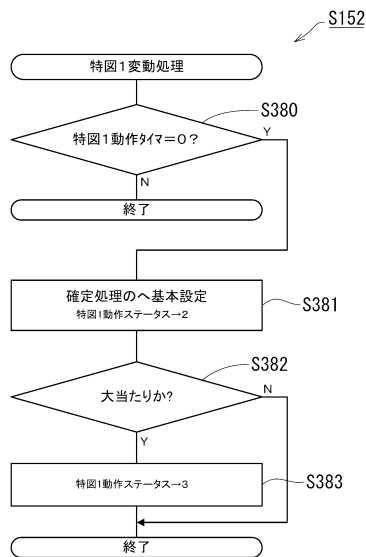 S152
特図1変動処理
S380
特図1動作タイマ=0?
Y
N
終了
確定処理のへ基本設定
特図1動作ステータス→2
S381
S382
大当たりか?
N
Y
特図1動作ステータス→3
S383
終了